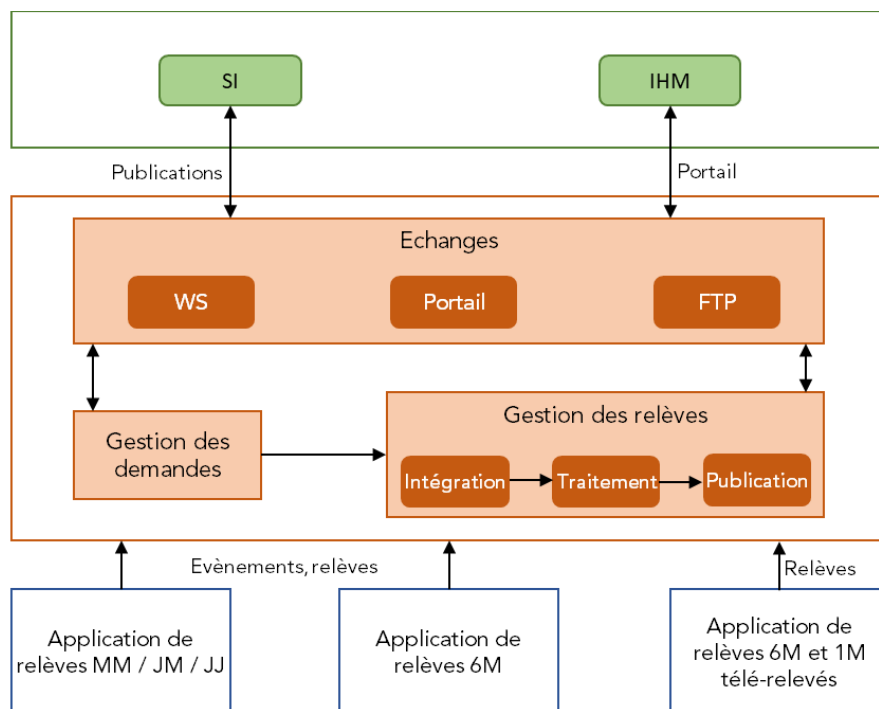 SI
IHM
Publications
Portail
Echanges
WS
Portail
FTP
Gestion des
demandes
Gestion des relèves
Intégration
Traitement
Publication
Evènements, relèves
Relèves
Application de
relèves MM / JM / JJ
Application de
relèves 6M
Application de
relèves 6M et 1M
télé-relevés